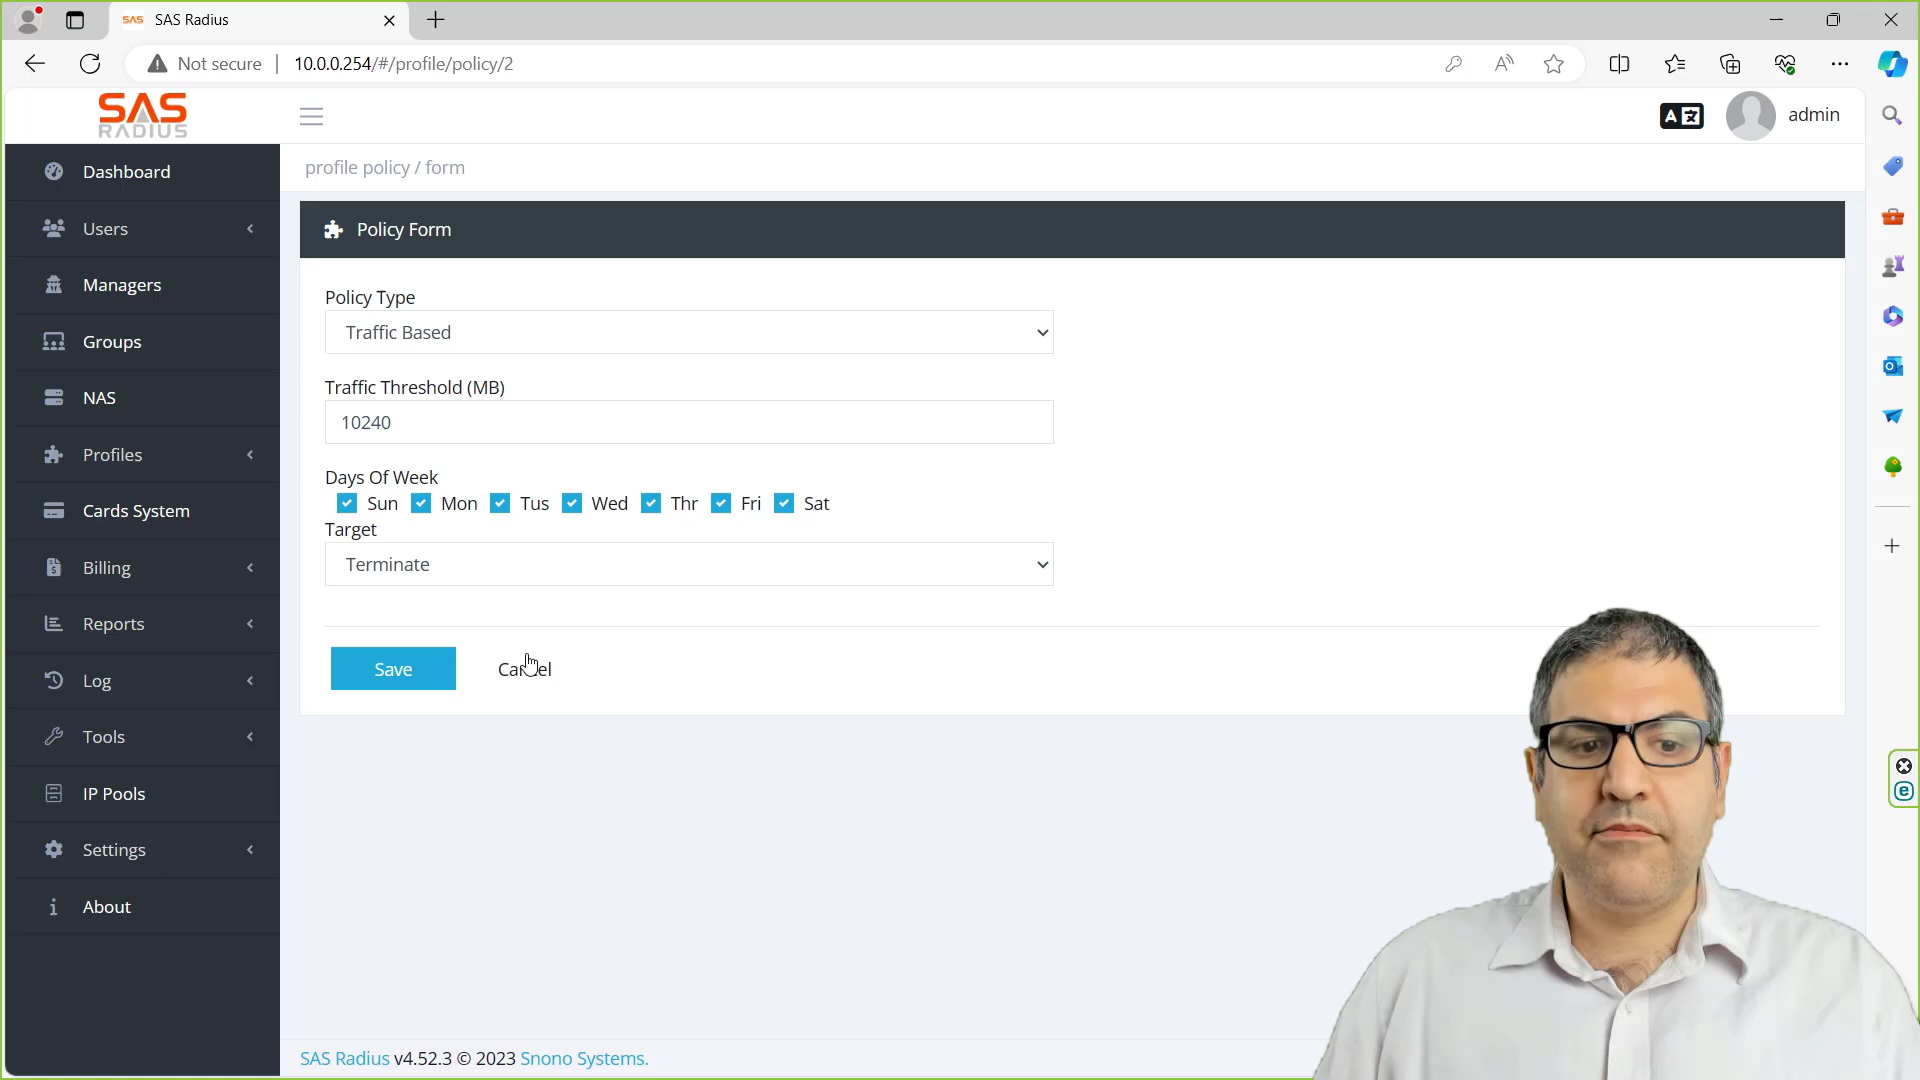 SAS Radius
Not secure
10.0.0.254/#/profile/policy/2
SAS
RADIUS
admin
Dashboard
Users
Managers
Groups
NAS
Profiles
Cards System
Billing
Reports
Log
Tools
IP Pools
Settings
About
profile policy / form
Policy Form
Policy Type
Traffic Based
Traffic Threshold (MB)
10240
Days Of Week
Sun Mon Tus Wed Thr Fri Sat
Target
Terminate
Save
Cancel
SAS Radius v4.52.3 © 2023 Snono Systems.